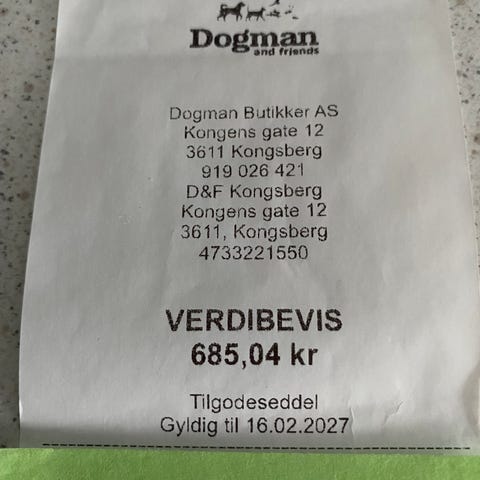 Dogman
and friends
Dogman Butikker AS
Kongens gate 12
3611 Kongsberg
919 026 421
D&F Kongsberg
Kongens gate 12
3611, Kongsberg
4733221550
VERDIBEVIS
685,04 kr
Tilgodeseddel
Gyldig til 16.02.2027